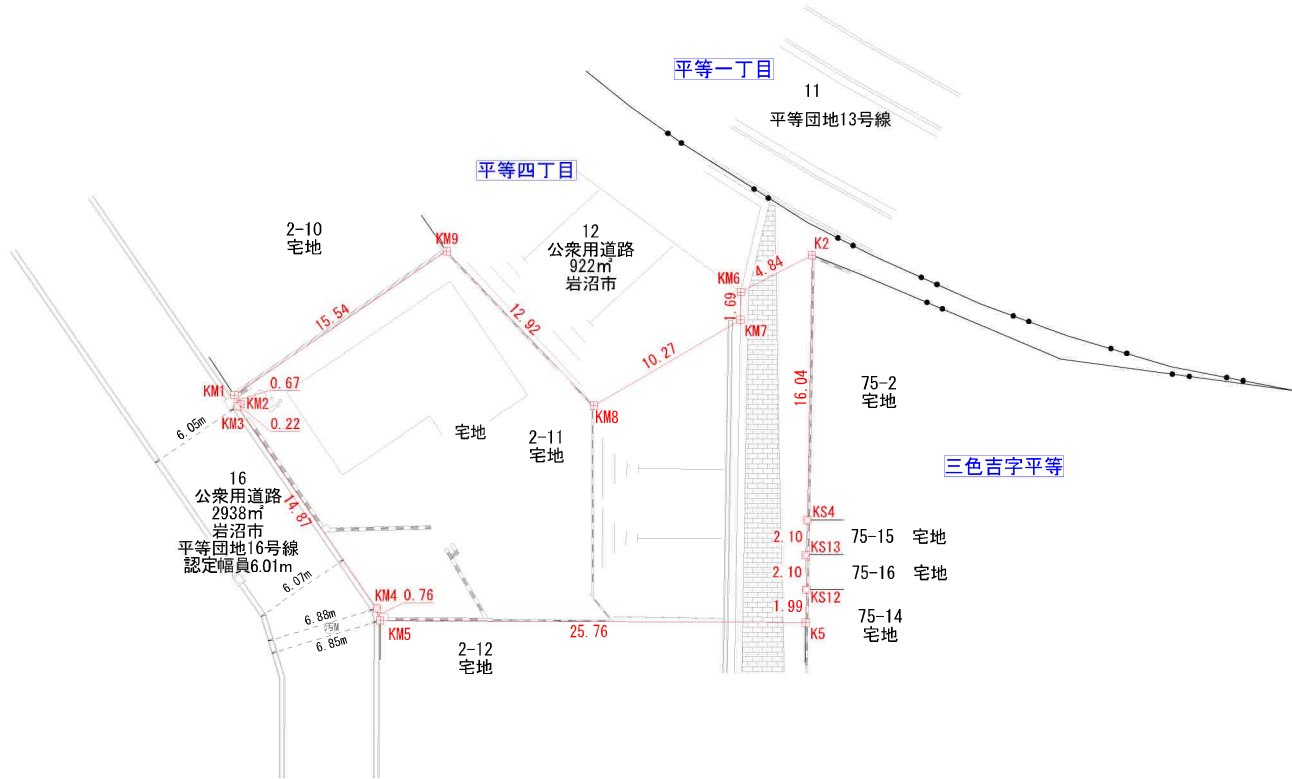 平等一丁目
11
平等団地13号線
平等四丁目
2-10
宅地
12
公衆用道路
922㎡
岩沼市
KM9
K2
4.84
KM6
1.69
KM7
15.54
12.92
10.27
16.04
75-2
宅地
KM1
0.67
KM2
KM3
0.22
6.05m
KM8
宅地
2-11
宅地
三色吉字平等
16
公衆用道路
2938㎡
岩沼市
平等団地16号線
認定幅員6.01m
14.87
KS4
2.10
75-15 宅地
KS13
2.10
75-16 宅地
KS12
1.99
75-14
宅地
K5
6.07m
KM4
0.76
6.88m
6.85m
KM5
25.76
2-12
宅地